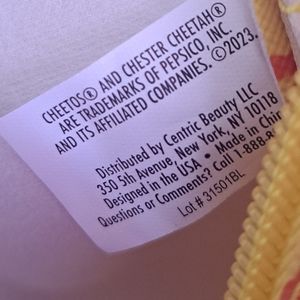 CHEETOS® AND CHESTER CHEETAH®
ARE TRADEMARKS OF PEPSICO, INC.
AND ITS AFFILIATED COMPANIES. ©2023.
Distributed by Centric Beauty LLC
350 5th Avenue, New York, NY 10118
Designed in the USA • Made in
Questions or Comments? Call 1-888-
Lot # 31501BL